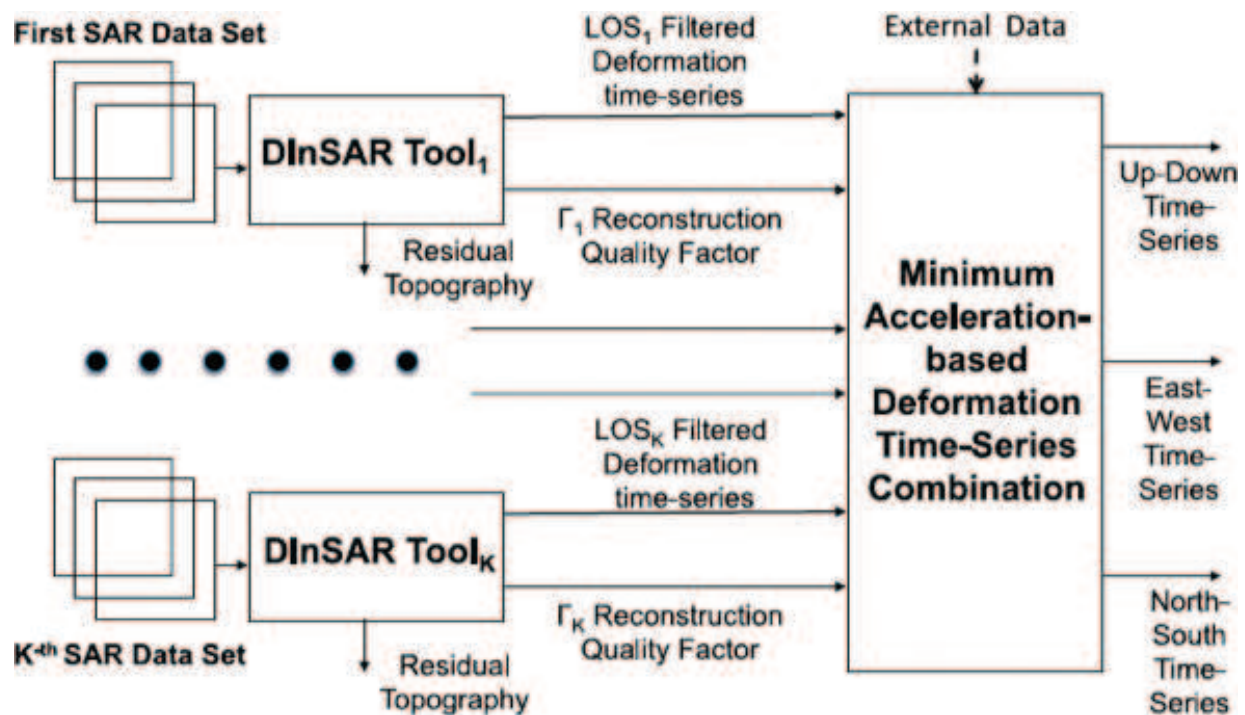 First SAR Data Set
DInSAR Tool₁
LOS₁ Filtered
Deformation
time-series
Γ₁ Reconstruction
Quality Factor
Residual
Topography
External Data
Minimum
Acceleration-
based
Deformation
Time-Series
Combination
Up-Down
Time-
Series
East-
West
Time-
Series
North-
South
Time-
Series
LOSₖ Filtered
Deformation
time-series
DInSAR Toolₖ
Γₖ Reconstruction
Quality Factor
K-th SAR Data Set
Residual
Topography